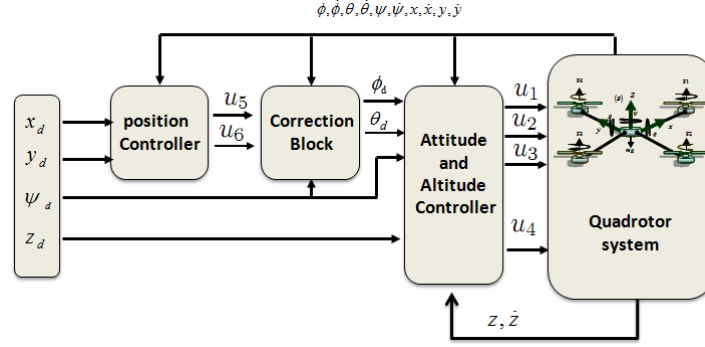 ϕ,ϕ̇,θ,θ̇,ψ,ψ̇,x,ẋ,y,ẏ
x_d
y_d
ψ_d
z_d
position
Controller
u_5
u_6
Correction
Block
ϕ_d
θ_d
Attitude
and
Altitude
Controller
u_1
u_2
u_3
u_4
z
x
y
Quadrotor
system
z, ż